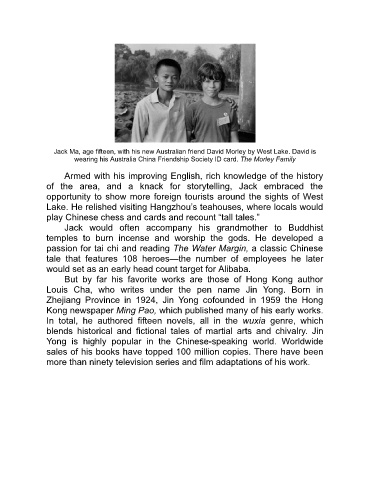 Jack Ma, age fifteen, with his new Australian friend David Morley by West Lake. David is
wearing his Australia China Friendship Society ID card. The Morley Family
Armed with his improving English, rich knowledge of the history
of the area, and a knack for storytelling, Jack embraced the
opportunity to show more foreign tourists around the sights of West
Lake. He relished visiting Hangzhou’s teahouses, where locals would
play Chinese chess and cards and recount “tall tales.”
Jack would often accompany his grandmother to Buddhist
temples to burn incense and worship the gods. He developed a
passion for tai chi and reading The Water Margin, a classic Chinese
tale that features 108 heroes—the number of employees he later
would set as an early head count target for Alibaba.
But by far his favorite works are those of Hong Kong author
Louis Cha, who writes under the pen name Jin Yong. Born in
Zhejiang Province in 1924, Jin Yong cofounded in 1959 the Hong
Kong newspaper Ming Pao, which published many of his early works.
In total, he authored fifteen novels, all in the wuxia genre, which
blends historical and fictional tales of martial arts and chivalry. Jin
Yong is highly popular in the Chinese-speaking world. Worldwide
sales of his books have topped 100 million copies. There have been
more than ninety television series and film adaptations of his work.